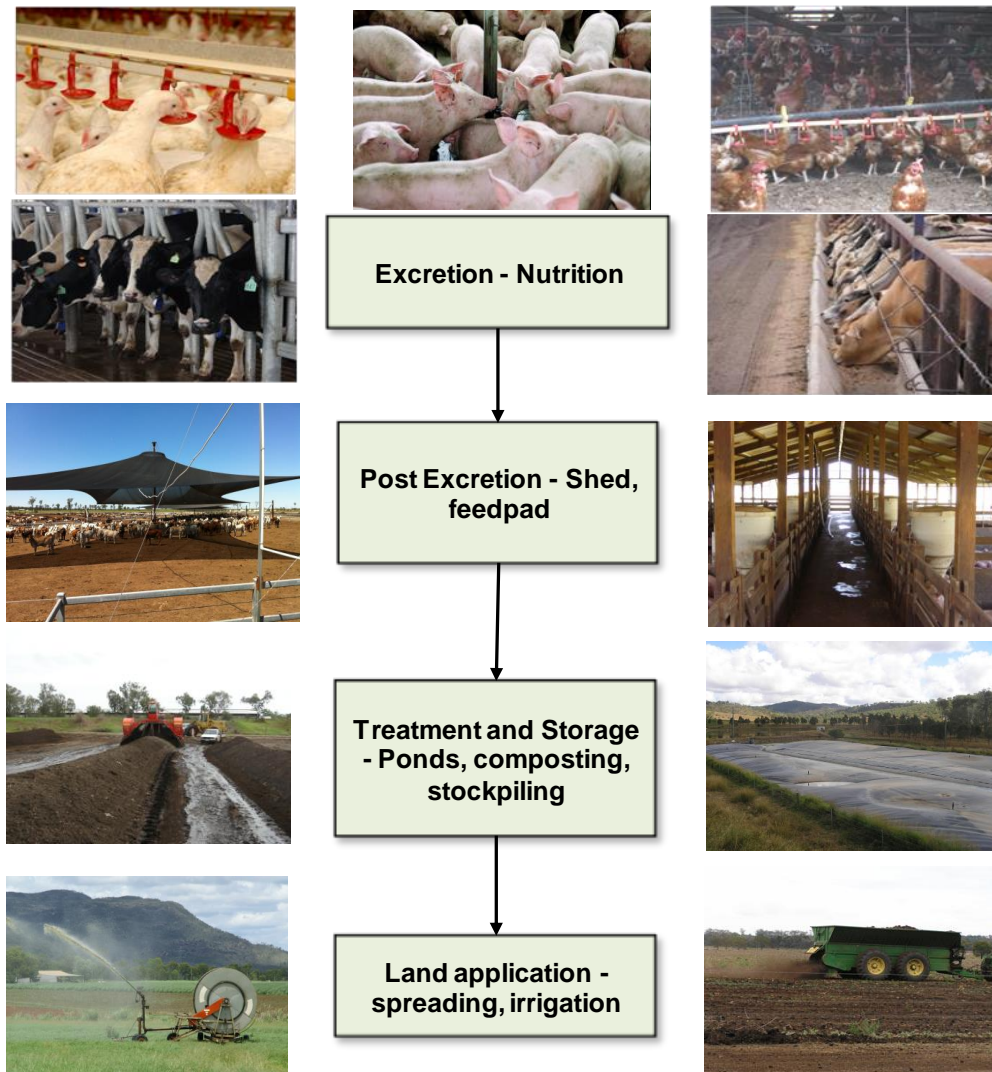 Excretion - Nutrition
Post Excretion - Shed,
feedpad
Treatment and Storage
- Ponds, composting,
stockpiling
Land application -
spreading, irrigation